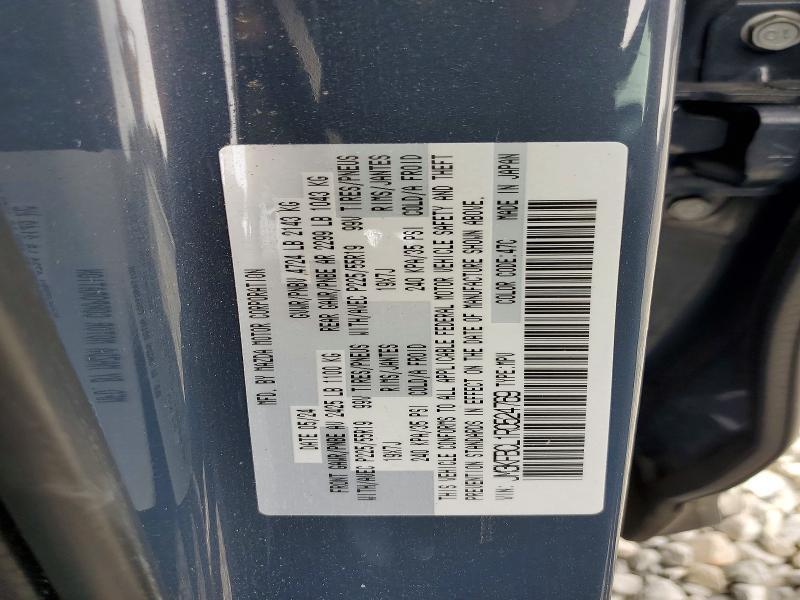 MFD. BY MAZDA MOTOR CORPORATION
DATE 05/24 GVWR/PNBV 4724 LB 2143 KG
FRONT GAWR/PNBE AV 2425 LB 1100 KG REAR GAWR/PNBE AR 2299 LB 1043 KG
WITH/AVEC P225/55R19 99V TIRES/PNEUS WITH/AVEC P225/55R19 99V TIRES/PNEUS
19X7J RIMS/JANTES 19X7J RIMS/JANTES
240 KPA/35 PSI COLD/A FROID 240 KPA/35 PSI COLD/A FROID
THIS VEHICLE CONFORMS TO ALL APPLICABLE FEDERAL MOTOR VEHICLE SAFETY AND THEFT
PREVENTION STANDARDS IN EFFECT ON THE DATE OF MANUFACTURE SHOWN ABOVE.
VIN: TYPE:MPV COLOR CODE:47C MADE IN JAPAN